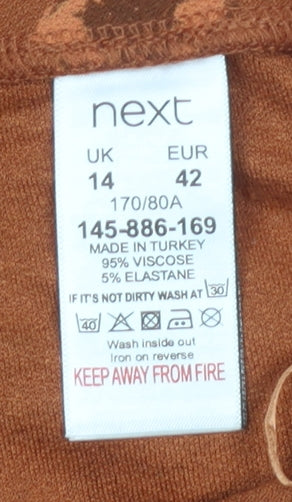 next
UK EUR
14 42
170/80A
145-886-169
MADE IN TURKEY
95% VISCOSE
5% ELASTANE
IF IT'S NOT DIRTY WASH AT 30
40
Wash inside out
Iron on reverse
KEEP AWAY FROM FIRE